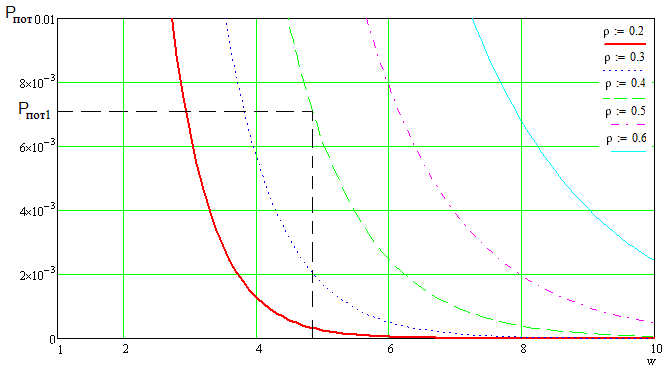 Pпот 0.01
ρ := 0.2
ρ := 0.3
8×10⁻³
ρ := 0.4
Pпот1
ρ := 0.5
ρ := 0.6
6×10⁻³
4×10⁻³
2×10⁻³
0
1 2 4 6 8 10
w